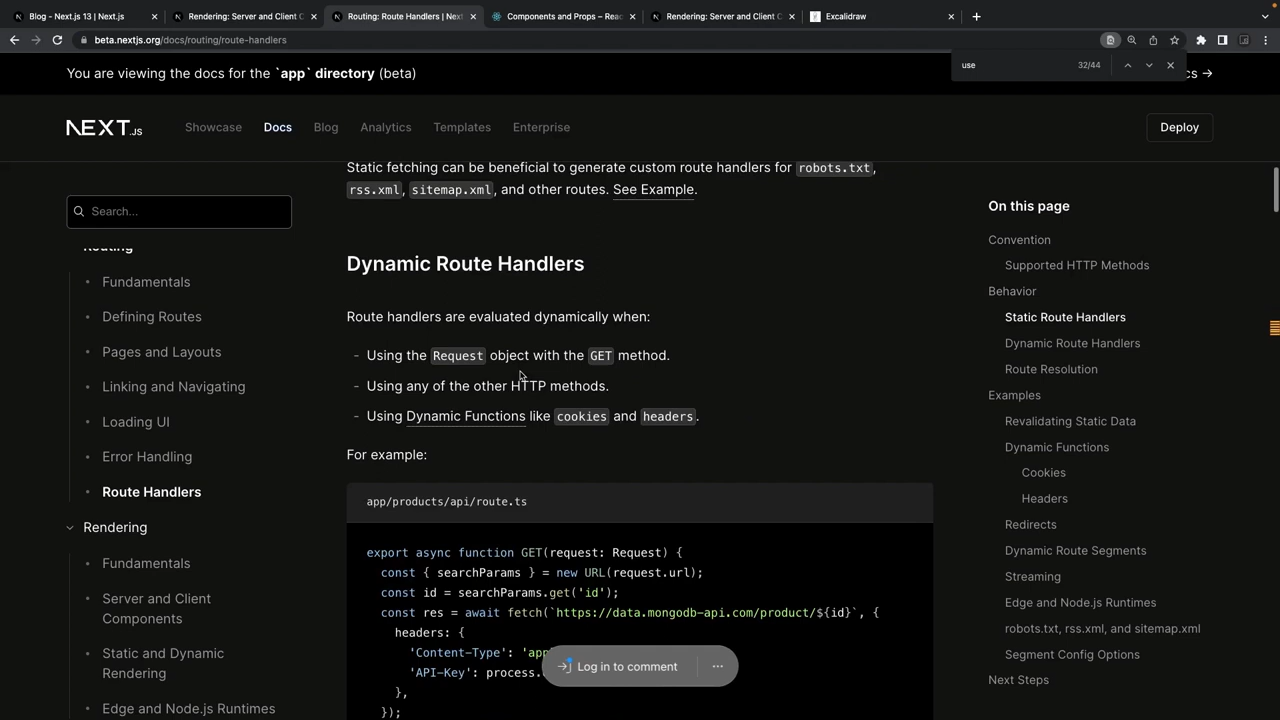 Blog - Next.js 13 | Next.js
Rendering: Server and Client C
Routing: Route Handlers | Next
Components and Props – Reac
Rendering: Server and Client C
Excalidraw
beta.nextjs.org/docs/routing/route-handlers
use
32/44
You are viewing the docs for the `app` directory (beta)
cs →
NEXT.JS
Showcase
Docs
Blog
Analytics
Templates
Enterprise
Deploy
Search...
Routing
Fundamentals
Defining Routes
Pages and Layouts
Linking and Navigating
Loading UI
Error Handling
Route Handlers
Rendering
Fundamentals
Server and Client
Components
Static and Dynamic
Rendering
Edge and Node.js Runtimes
Static fetching can be beneficial to generate custom route handlers for robots.txt,
rss.xml, sitemap.xml, and other routes. See Example.
Dynamic Route Handlers
Route handlers are evaluated dynamically when:
- Using the Request object with the GET method.
- Using any of the other HTTP methods.
- Using Dynamic Functions like cookies and headers.
For example:
app/products/api/route.ts
export async function GET(request: Request) {
const { searchParams } = new URL(request.url);
const id = searchParams.get('id');
const res = await fetch(`https://data.mongodb-api.com/product/${id}`, {
headers: {
'Content-Type': 'app
'API-Key': process.
},
});
Log in to comment
On this page
Convention
Supported HTTP Methods
Behavior
Static Route Handlers
Dynamic Route Handlers
Route Resolution
Examples
Revalidating Static Data
Dynamic Functions
Cookies
Headers
Redirects
Dynamic Route Segments
Streaming
Edge and Node.js Runtimes
robots.txt, rss.xml, and sitemap.xml
Segment Config Options
Next Steps